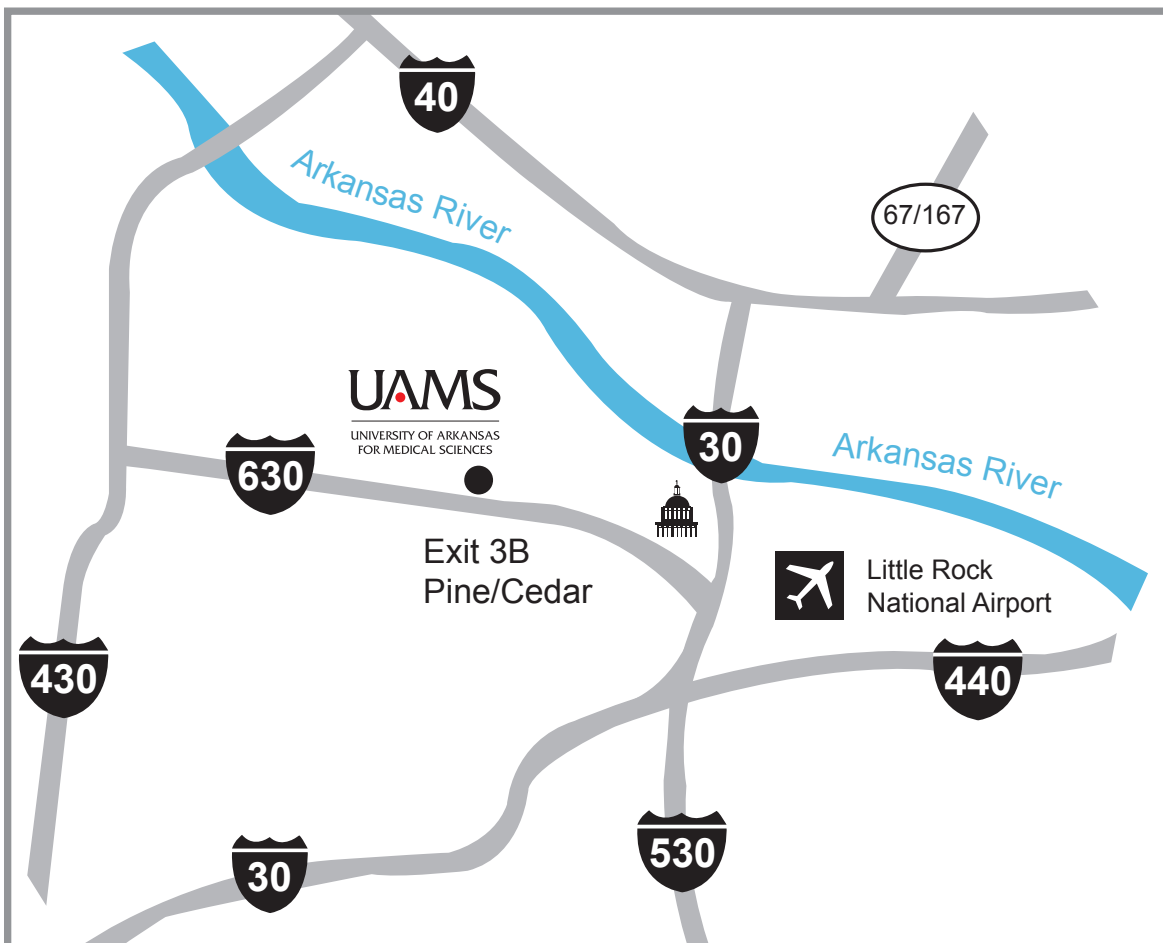 40
Arkansas River
67/167
UAMS
UNIVERSITY OF ARKANSAS
FOR MEDICAL SCIENCES
30
Arkansas River
630
Exit 3B
Pine/Cedar
Little Rock
National Airport
430
440
530
30